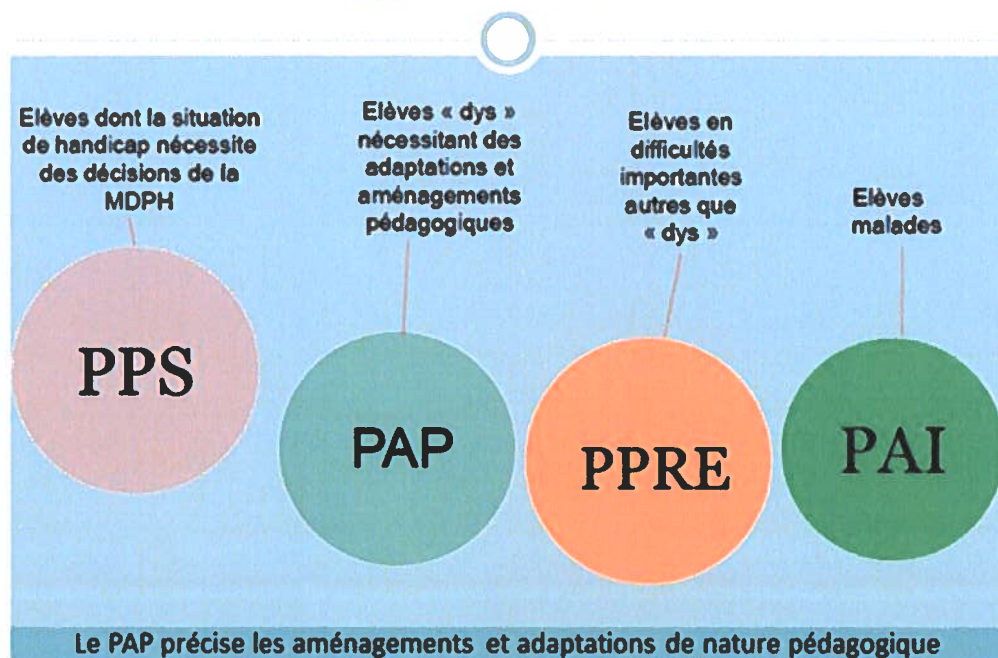 Elèves dont la situation
de handicap nécessite
des décisions de la
MDPH
Elèves « dys »
nécessitant des
adaptations et
aménagements
pédagogiques
Elèves en
difficultés
importantes
autres que
« dys »
Elèves
malades
PPS
PAP
PPRE
PAI
Le PAP précise les aménagements et adaptations de nature pédagogique